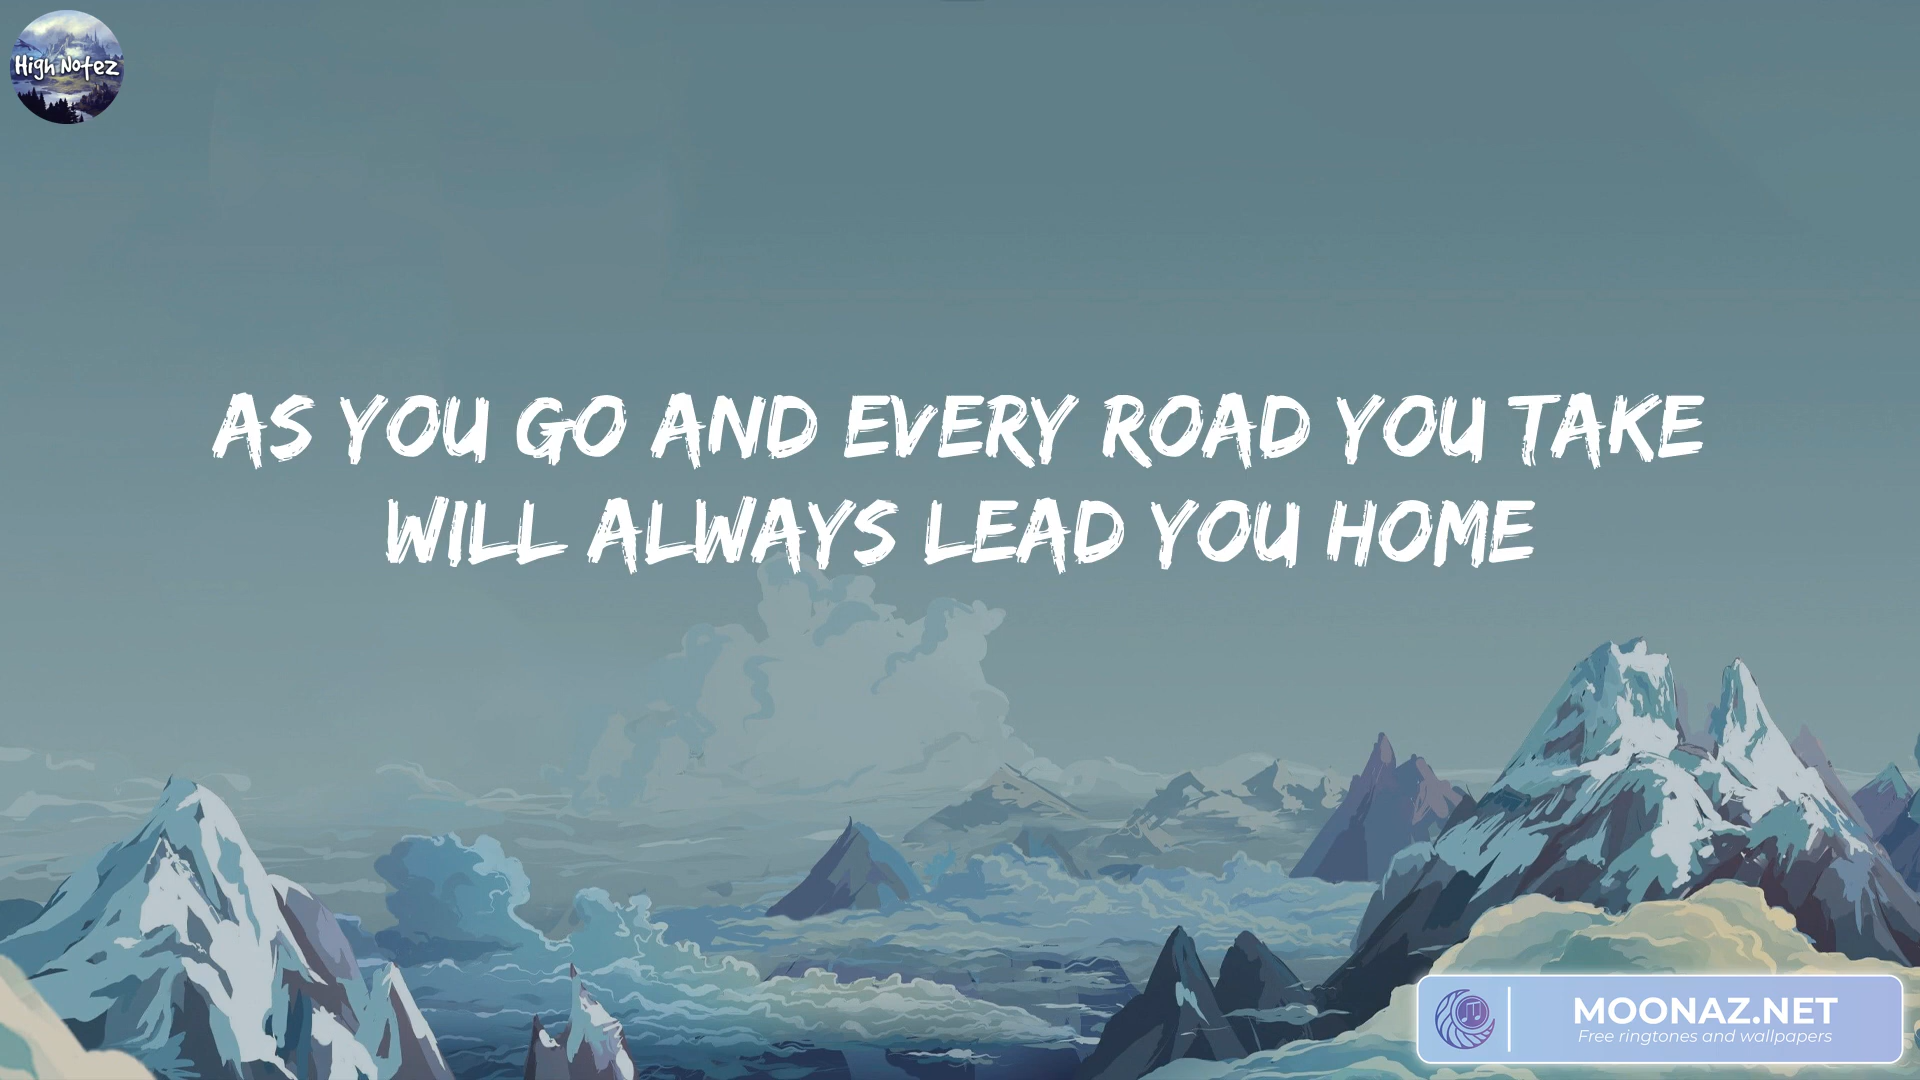 High Notez
AS YOU GO AND EVERY ROAD YOU TAKE
WILL ALWAYS LEAD YOU HOME
MOONAZ.NET
Free ringtones and wallpapers